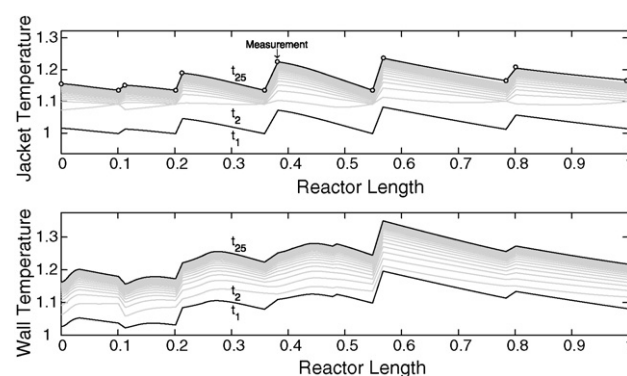 Jacket Temperature
1.3
1.2
1.1
1
Measurement
t25
t2
t1
0 0.1 0.2 0.3 0.4 0.5 0.6 0.7 0.8 0.9 1
Reactor Length
Wall Temperature
1.3
1.2
1.1
1
t25
t2
t1
0 0.1 0.2 0.3 0.4 0.5 0.6 0.7 0.8 0.9
Reactor Length